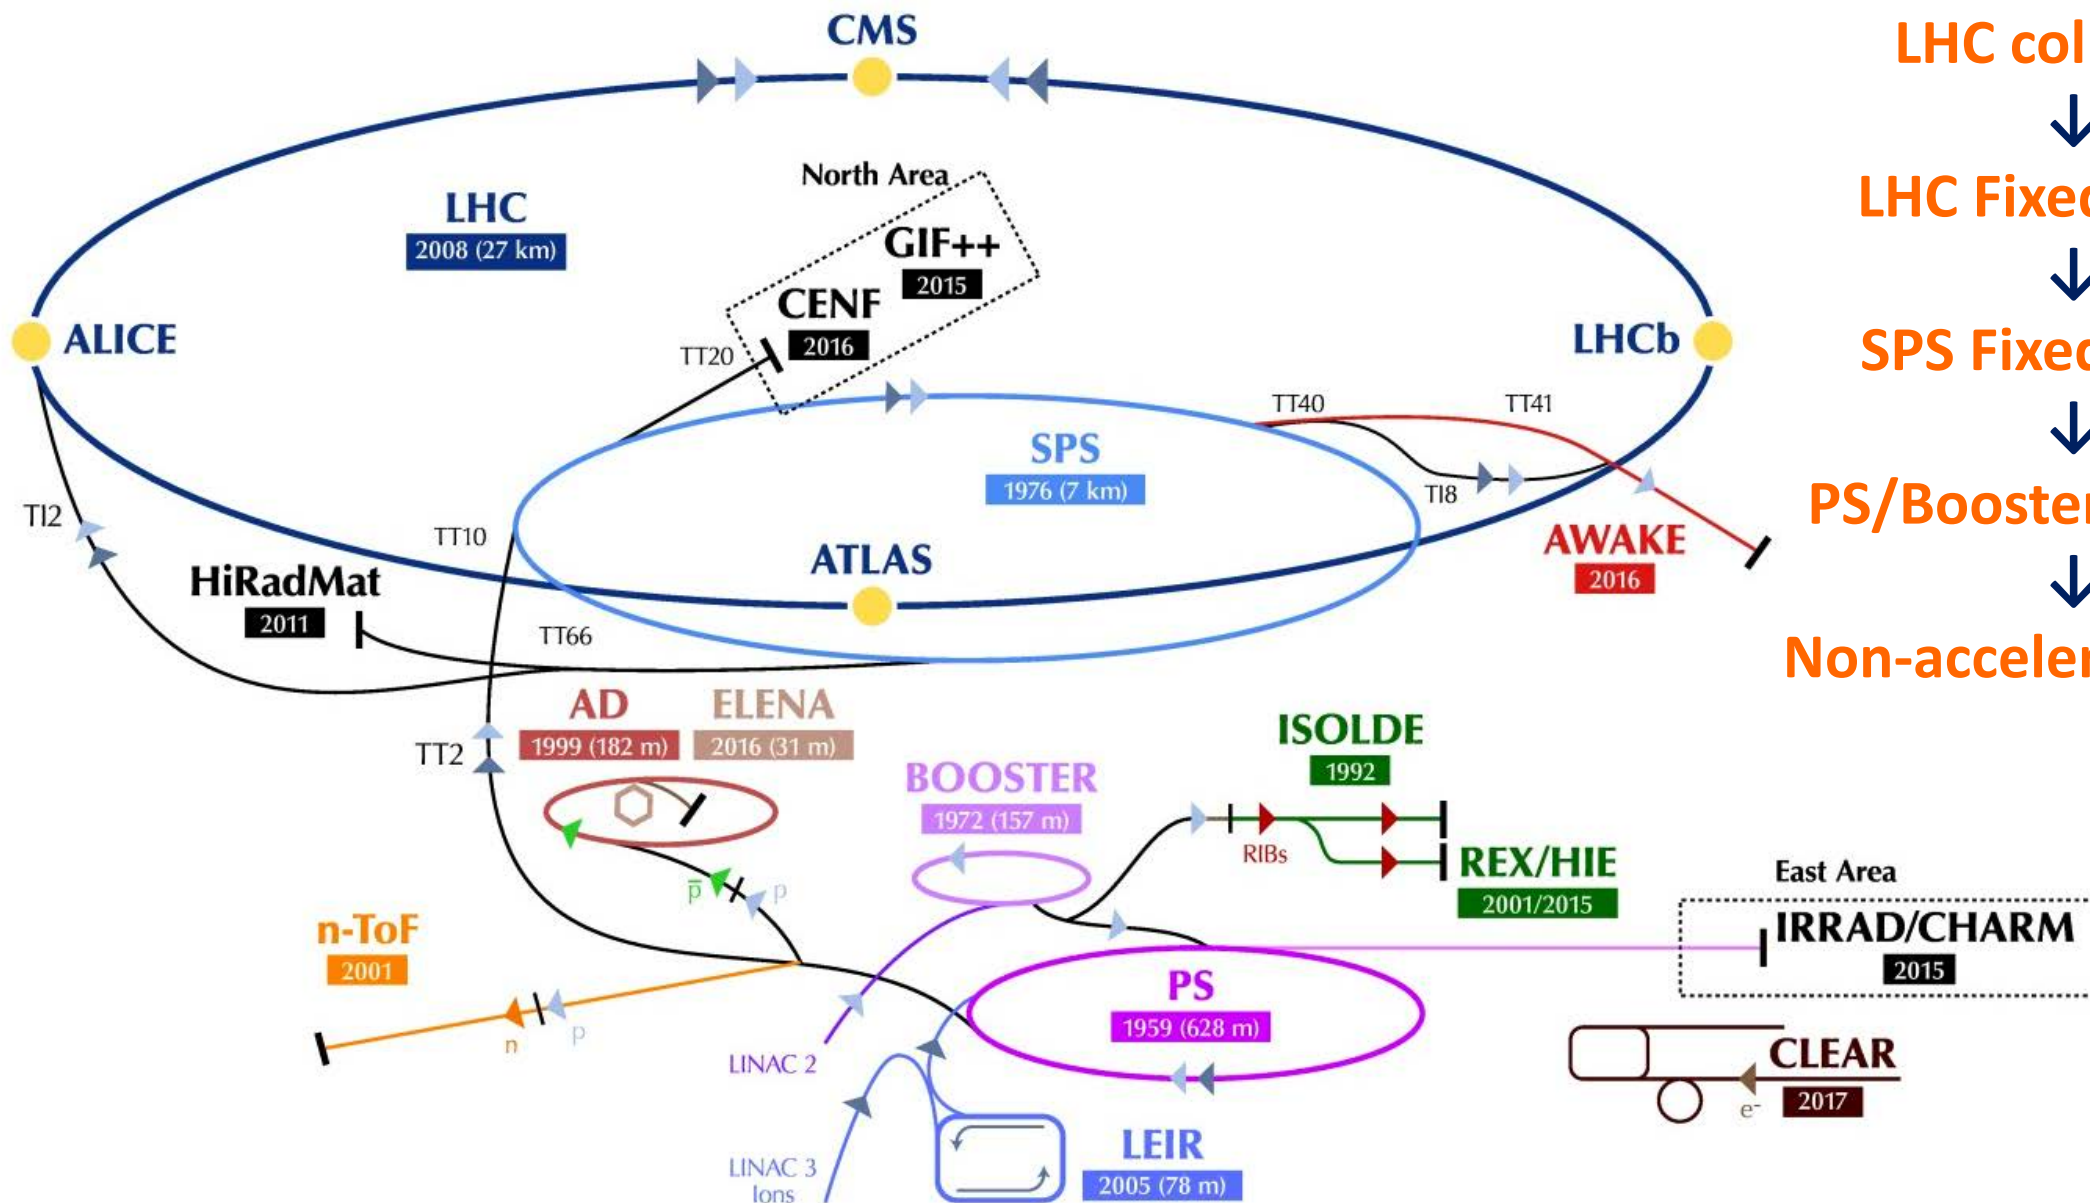 CMS
LHC col
North Area
LHC
2008 (27 km)
GIF++
2015
CENF
2016
LHC Fixed
ALICE
TT20
LHCb
SPS Fixed
TT40
TT41
SPS
1976 (7 km)
TI8
PS/Booster
TI2
TT10
ATLAS
AWAKE
2016
HiRadMat
2011
TT66
Non-acceler
AD
1999 (182 m)
ELENA
2016 (31 m)
TT2
ISOLDE
1992
BOOSTER
1972 (157 m)
RIBs
REX/HIE
2001/2015
East Area
p̅
p
n-ToF
2001
IRRAD/CHARM
2015
PS
1959 (628 m)
n
p
LINAC 2
CLEAR
2017
e-
LEIR
2005 (78 m)
LINAC 3
Ions